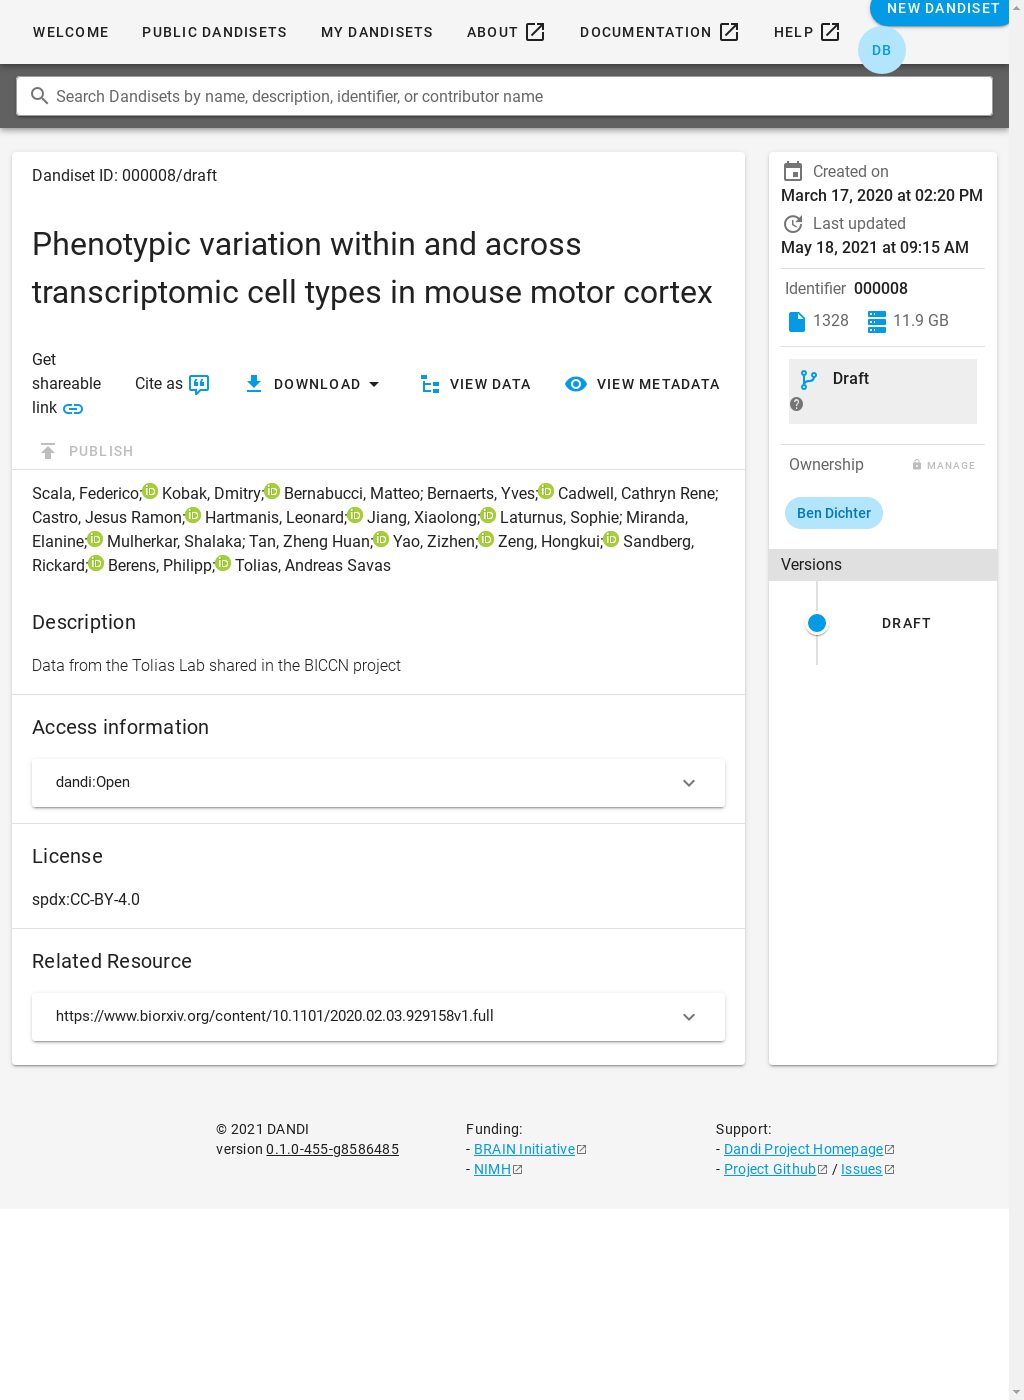 WELCOME PUBLIC DANDISETS MY DANDISETS ABOUT DOCUMENTATION HELP NEW DANDISET
DB
Search Dandisets by name, description, identifier, or contributor name
Dandiset ID: 000008/draft
Phenotypic variation within and across
transcriptomic cell types in mouse motor cortex
Get
shareable
link
Cite as
DOWNLOAD
VIEW DATA
VIEW METADATA
PUBLISH
Scala, Federico; Kobak, Dmitry; Bernabucci, Matteo; Bernaerts, Yves; Cadwell, Cathryn Rene;
Castro, Jesus Ramon; Hartmanis, Leonard; Jiang, Xiaolong; Laturnus, Sophie; Miranda,
Elanine; Mulherkar, Shalaka; Tan, Zheng Huan; Yao, Zizhen; Zeng, Hongkui; Sandberg,
Rickard; Berens, Philipp; Tolias, Andreas Savas
Description
Data from the Tolias Lab shared in the BICCN project
Access information
dandi:Open
License
spdx:CC-BY-4.0
Related Resource
https://www.biorxiv.org/content/10.1101/2020.02.03.929158v1.full
Created on
March 17, 2020 at 02:20 PM
Last updated
May 18, 2021 at 09:15 AM
Identifier 000008
1328 11.9 GB
Draft
Ownership MANAGE
Ben Dichter
Versions
DRAFT
© 2021 DANDI
version 0.1.0-455-g8586485
Funding:
- BRAIN Initiative
- NIMH
Support:
- Dandi Project Homepage
- Project Github / Issues